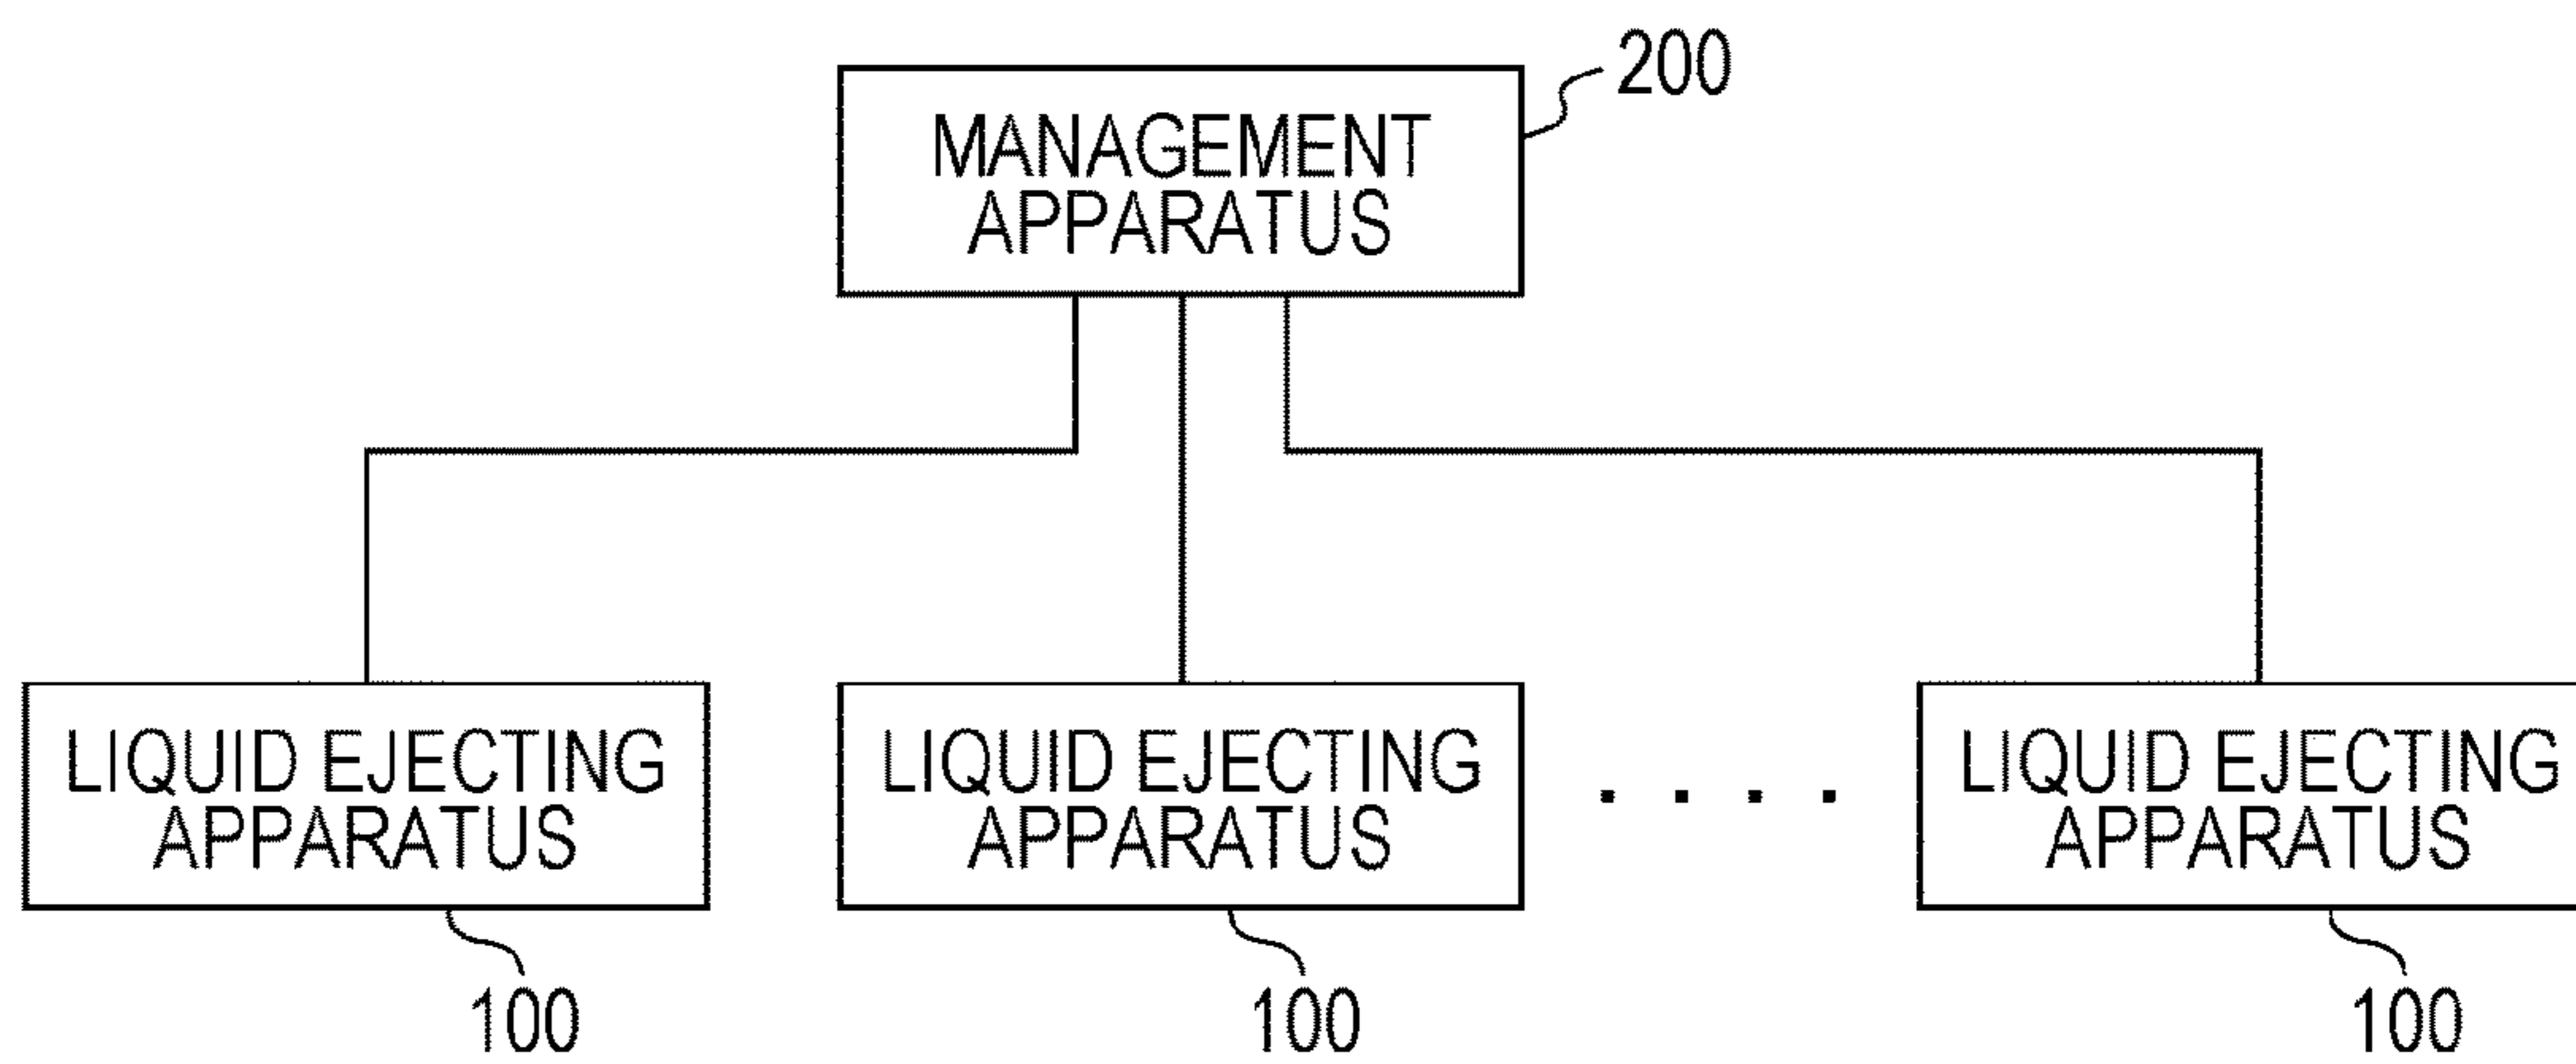 200
MANAGEMENT
APPARATUS
LIQUID EJECTING
APPARATUS
LIQUID EJECTING
APPARATUS
. . . .
LIQUID EJECTING
APPARATUS
100
100
100